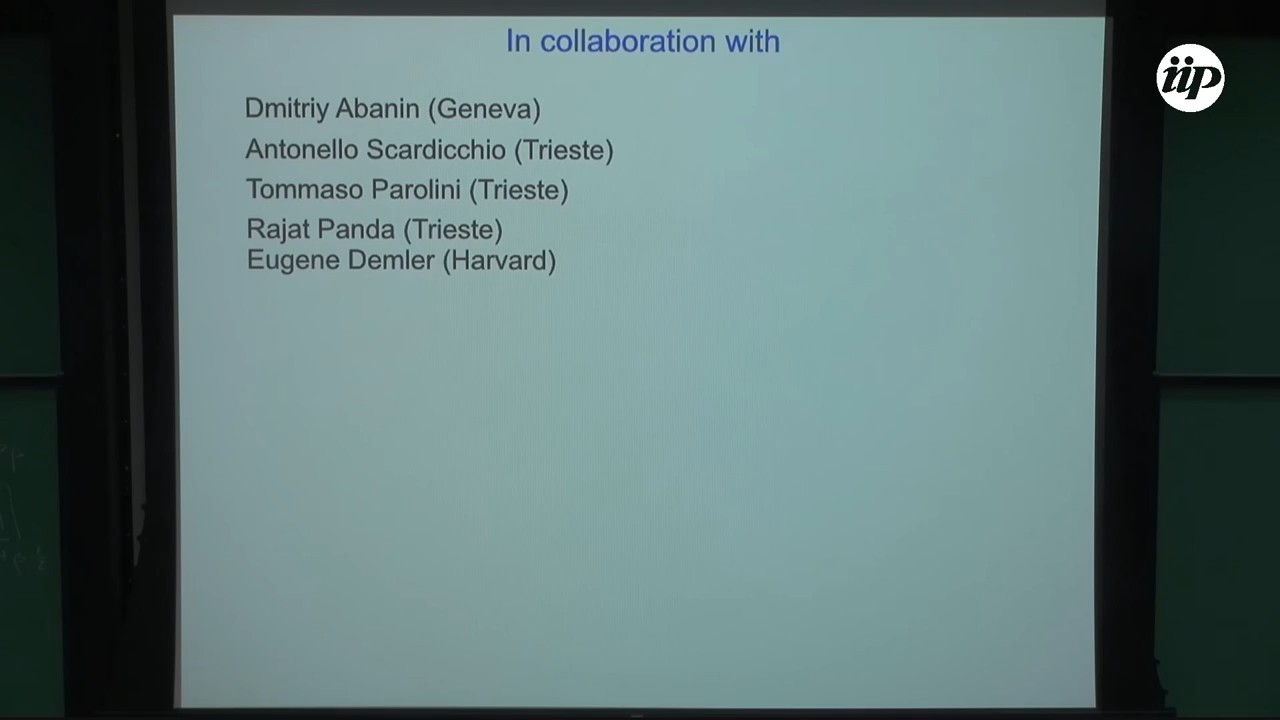 In collaboration with
iip
Dmitriy Abanin (Geneva)
Antonello Scardicchio (Trieste)
Tommaso Parolini (Trieste)
Rajat Panda (Trieste)
Eugene Demler (Harvard)